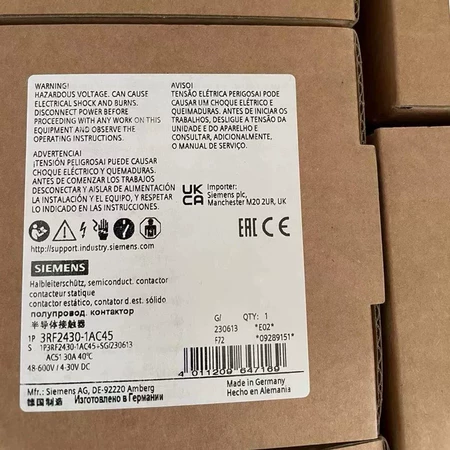 WARNING!
HAZARDOUS VOLTAGE. CAN CAUSE
ELECTRICAL SHOCK AND BURNS.
DISCONNECT POWER BEFORE
PROCEEDING WITH ANY WORK ON THIS
EQUIPMENT AND OBSERVE THE
OPERATING INSTRUCTIONS.
ADVERTENCIA!
¡TENSIÓN PELIGROSA! PUEDE CAUSAR
CHOQUE ELÉCTRICO Y QUEMADURAS.
ANTES DE COMENZAR LOS TRABAJOS,
DESCONECTAR Y AISLAR DE ALIMENTACIÓN
LA INSTALACIÓN Y EL EQUIPO, Y RESPETAR
LO INDICADO EN LAS INSTRUCCIONES.
AVISO!
TENSÃO ELÉTRICA PERIGOSA! PODE
CAUSAR UM CHOQUE ELÉTRICO E
QUEIMADURAS. ANTES DE INICIAR OS
TRABALHOS, DESLIGUE A TENSÃO DA
UNIDADE E DO APARELHO E
CONSULTAR, ADICIONALMENTE,
O MANUAL DE SERVIÇO.
UK
CA
Importer:
Siemens plc,
Manchester M20 2UR, UK
EAC CE
http://support.industry.siemens.com
SIEMENS
Halbleiterschütz, semiconduct. contactor
contacteur statique
contactor estático, contator d.est. sólido
полупровод. контактор
半导体接触器
1P 3RF2430-1AC45
S 1P3RF2430-1AC45+SG/230613
AC51 30A 40°C
48-600V / 4-30V DC
G/ QTY: 1
230613 *E02*
F72 *09289151*
4 011209 647169
Mfr.: Siemens AG, DE-92220 Amberg
德国制造 Изготовлено в Германии
Made in Germany
Hecho en Alemania